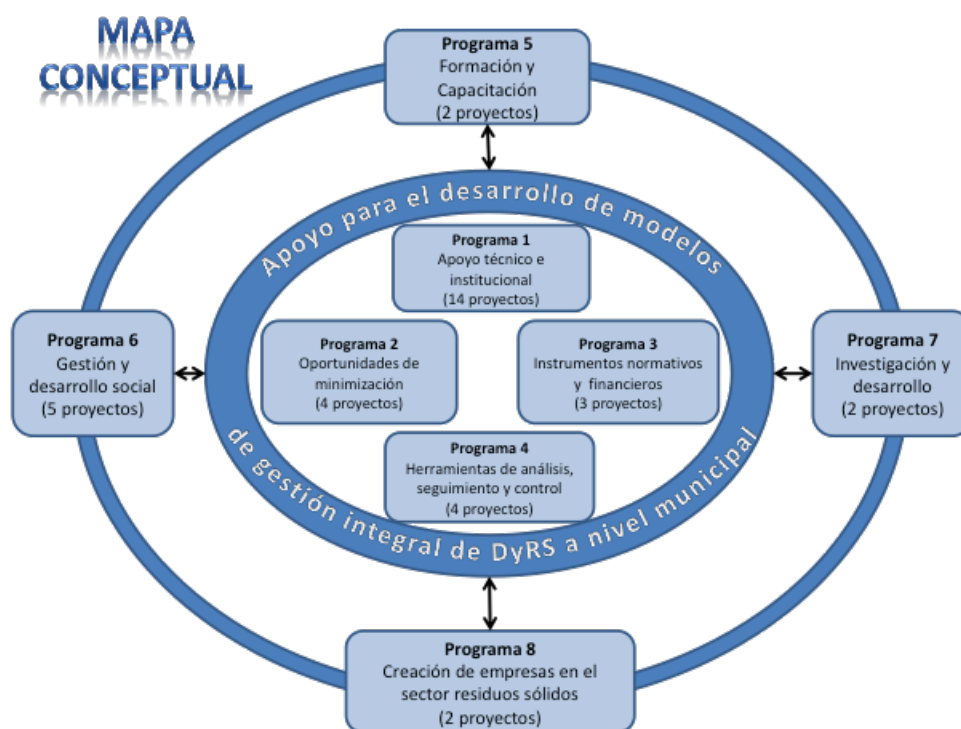 MAPA
CONCEPTUAL
Programa 5
Formación y
Capacitación
(2 proyectos)
Apoyo para el desarrollo de modelos
de gestión integral de DyRS a nivel municipal
Programa 1
Apoyo técnico e
institucional
(14 proyectos)
Programa 6
Gestión y
desarrollo social
(5 proyectos)
Programa 2
Oportunidades de
minimización
(4 proyectos)
Programa 3
Instrumentos normativos
y financieros
(3 proyectos)
Programa 7
Investigación y
desarrollo
(2 proyectos)
Programa 4
Herramientas de análisis,
seguimiento y control
(4 proyectos)
Programa 8
Creación de empresas en el
sector residuos sólidos
(2 proyectos)